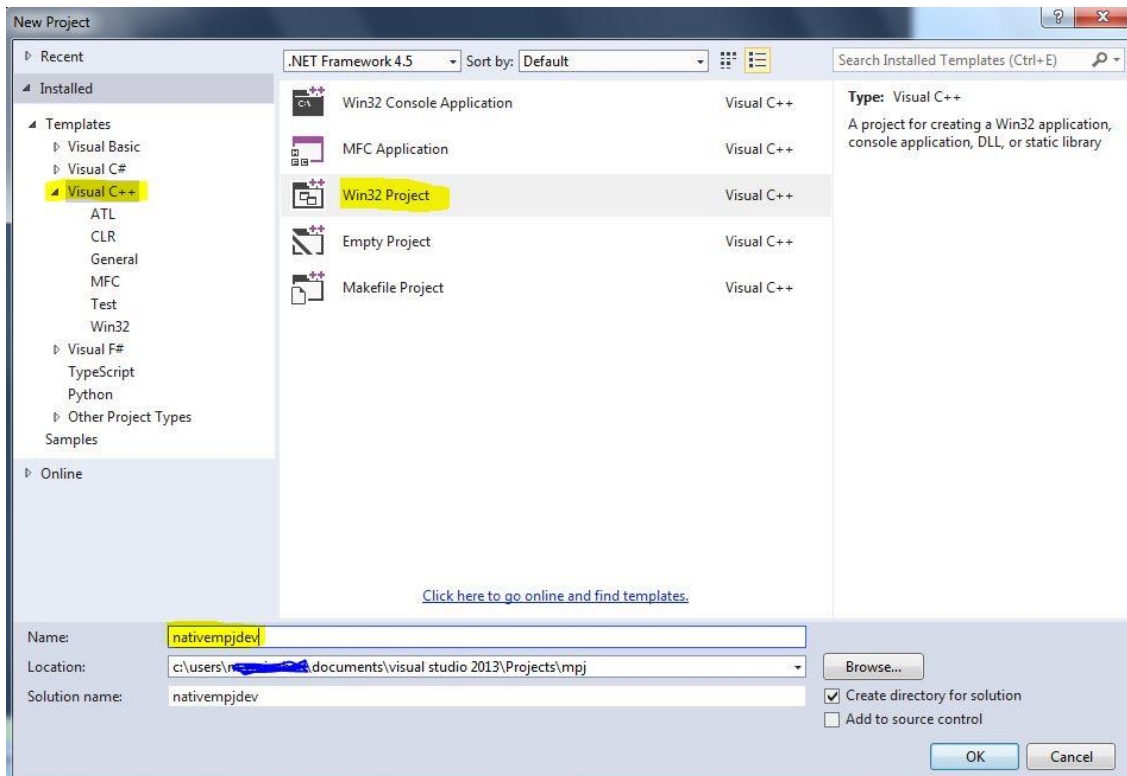 New Project
Recent
Installed
Templates
Visual Basic
Visual C#
Visual C++
ATL
CLR
General
MFC
Test
Win32
Visual F#
TypeScript
Python
Other Project Types
Samples
Online
.NET Framework 4.5 Sort by: Default
Win32 Console Application Visual C++
MFC Application Visual C++
Win32 Project Visual C++
Empty Project Visual C++
Makefile Project Visual C++
Click here to go online and find templates.
Search Installed Templates (Ctrl+E)
Type: Visual C++
A project for creating a Win32 application,
console application, DLL, or static library
Name: nativempjdev
Location: c:\users\ \documents\visual studio 2013\Projects\mpj Browse...
Solution name: nativempjdev Create directory for solution
Add to source control
OK Cancel